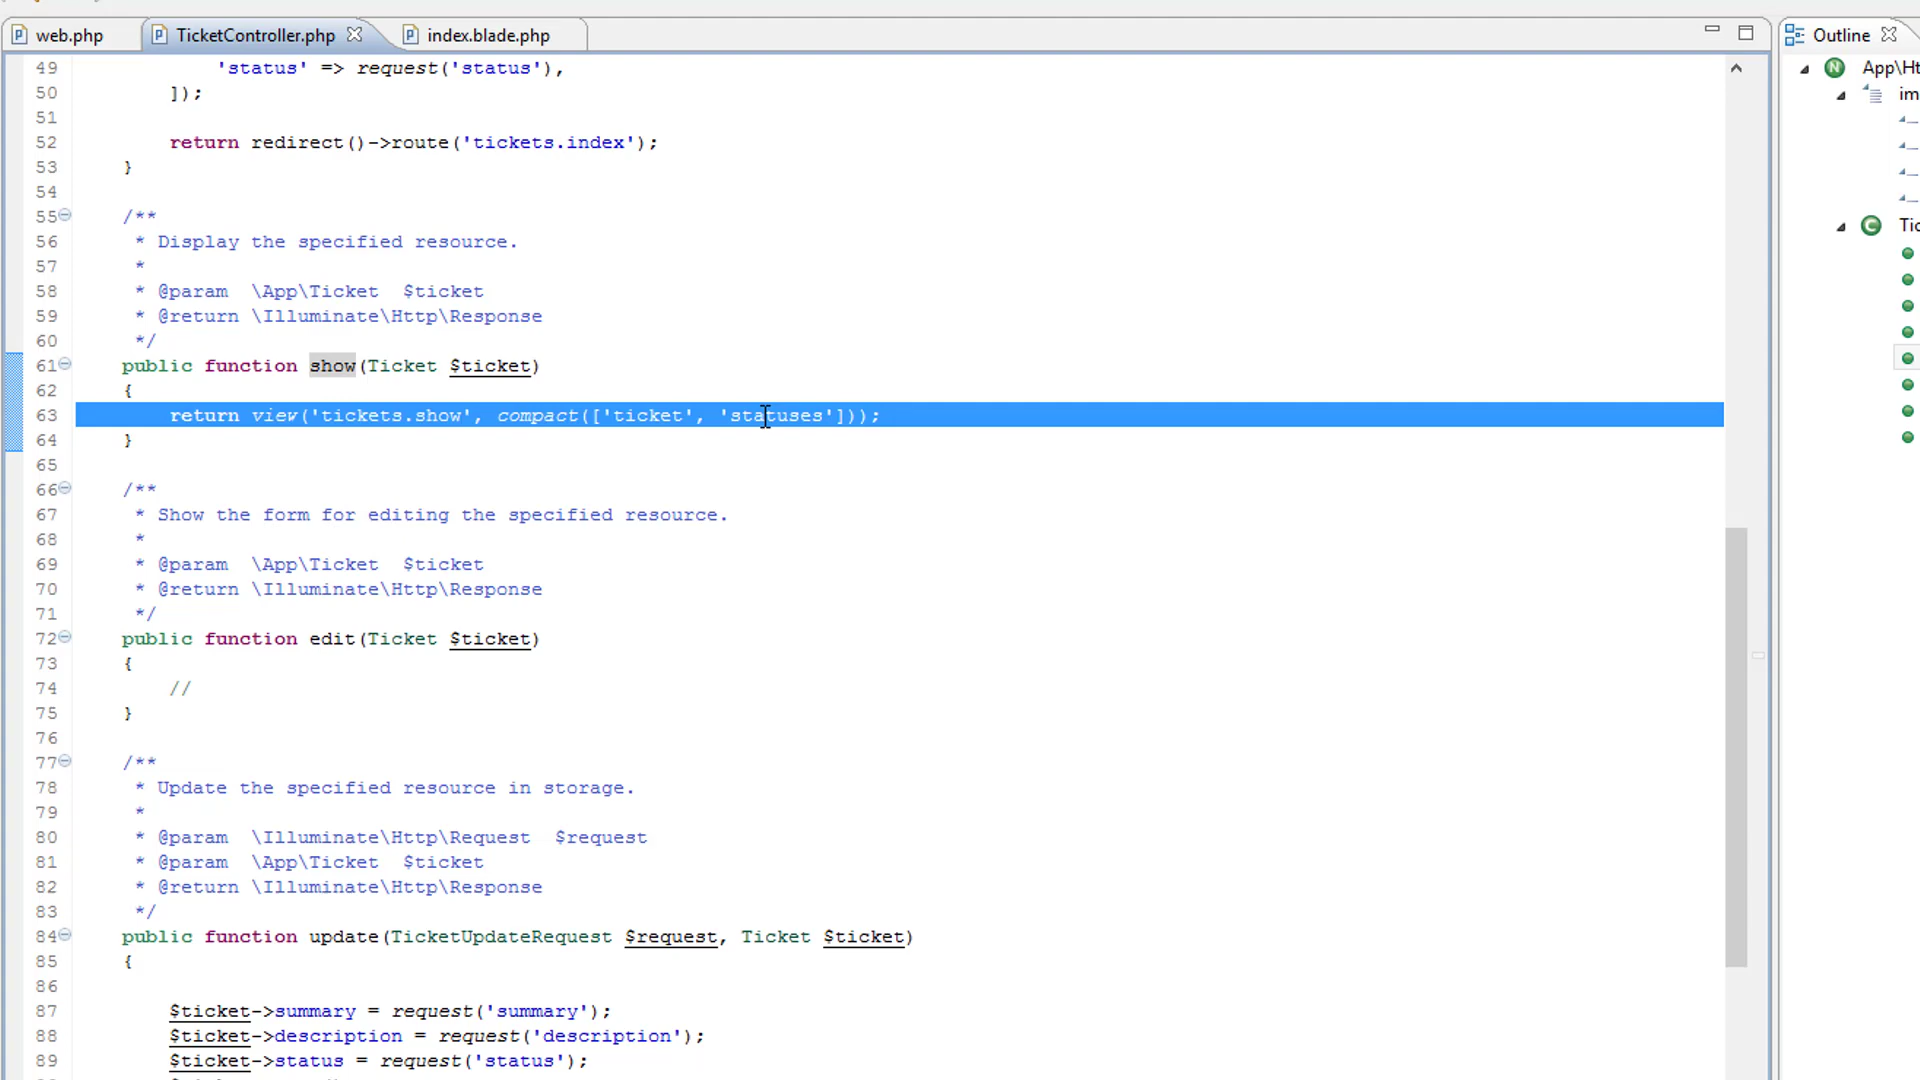 web.php TicketController.php index.blade.php Outline
49 'status' => request('status'),
50 ]);
51
52 return redirect()->route('tickets.index');
53 }
54
55 /**
56 * Display the specified resource.
57 *
58 * @param \App\Ticket $ticket
59 * @return \Illuminate\Http\Response
60 */
61 public function show(Ticket $ticket)
62 {
63 return view('tickets.show', compact(['ticket', 'statuses']));
64 }
65
66 /**
67 * Show the form for editing the specified resource.
68 *
69 * @param \App\Ticket $ticket
70 * @return \Illuminate\Http\Response
71 */
72 public function edit(Ticket $ticket)
73 {
74 //
75 }
76
77 /**
78 * Update the specified resource in storage.
79 *
80 * @param \Illuminate\Http\Request $request
81 * @param \App\Ticket $ticket
82 * @return \Illuminate\Http\Response
83 */
84 public function update(TicketUpdateRequest $request, Ticket $ticket)
85 {
86
87 $ticket->summary = request('summary');
88 $ticket->description = request('description');
89 $ticket->status = request('status');
N App\Ht
im
C Tic